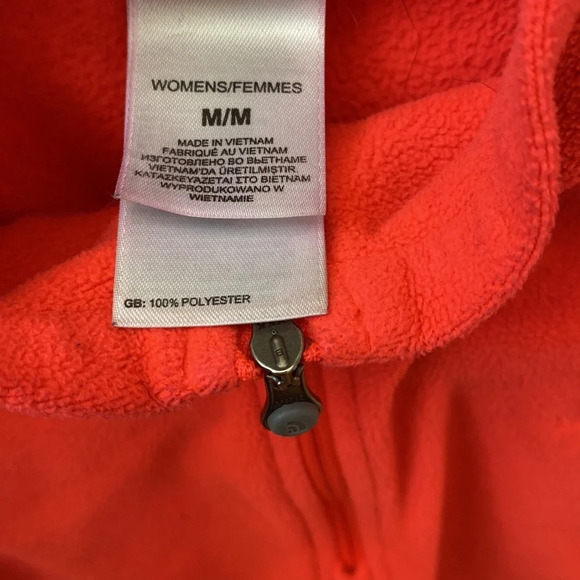 WOMENS/FEMMES
M/M
MADE IN VIETNAM
FABRIQUÉ AU VIETNAM
ИЗГОТОВЛЕНО ВО ВЬЕТНАМЕ
VIETNAM'DA ÜRETILMIŞTIR
ΚΑΤΑΣΚΕΥΑΖΕΤΑΙ ΣΤΟ ΒΙΕΤΝΑΜ
WYPRODUKOWANO W
WIETNAMIE
GB: 100% POLYESTER